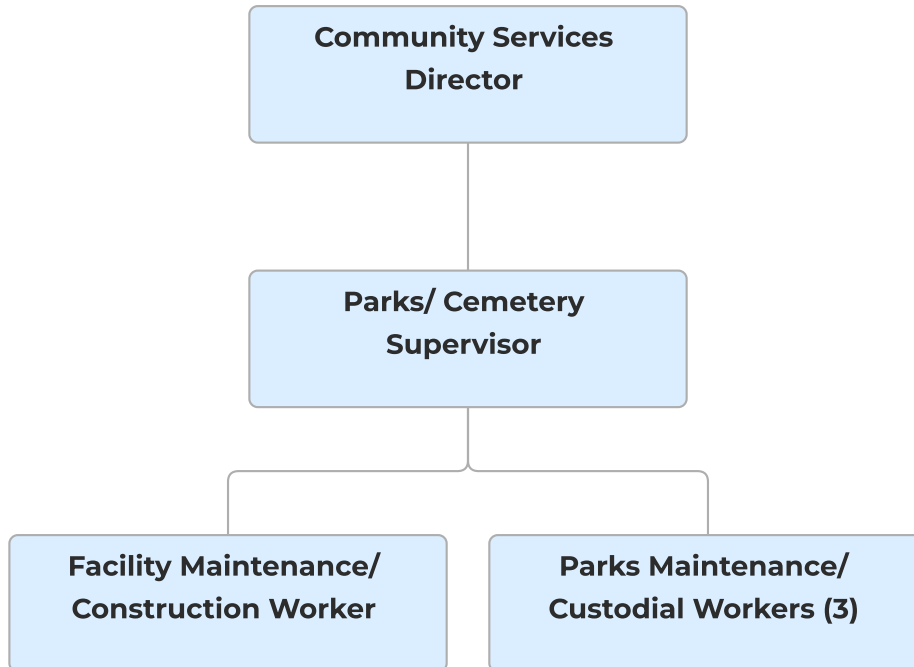 Community Services
Director
Parks/ Cemetery
Supervisor
Facility Maintenance/
Construction Worker
Parks Maintenance/
Custodial Workers (3)